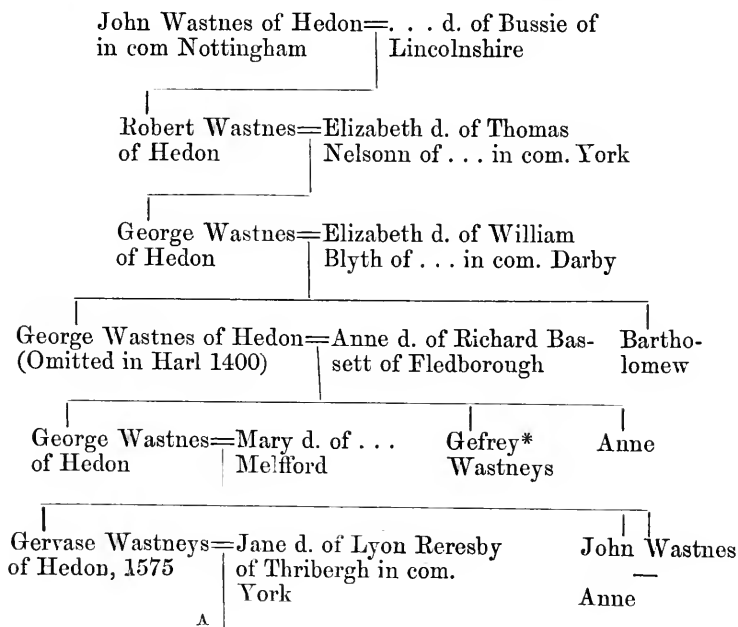 John Wastnes of Hedon=. . . d. of Bussie of
in com Nottingham Lincolnshire
Robert Wastnes=Elizabeth d. of Thomas
of Hedon Nelsonn of . . . in com. York
George Wastnes=Elizabeth d. of William
of Hedon Blyth of . . . in com. Darby
George Wastnes of Hedon=Anne d. of Richard Bas- Bartho-
(Omitted in Harl 1400) sett of Fledborough lomew
George Wastnes=Mary d. of . . . Gefrey* Anne
of Hedon Melfford Wastneys
Gervase Wastneys=Jane d. of Lyon Reresby John Wastnes
of Hedon, 1575 of Thribergh in com. —
York Anne
A